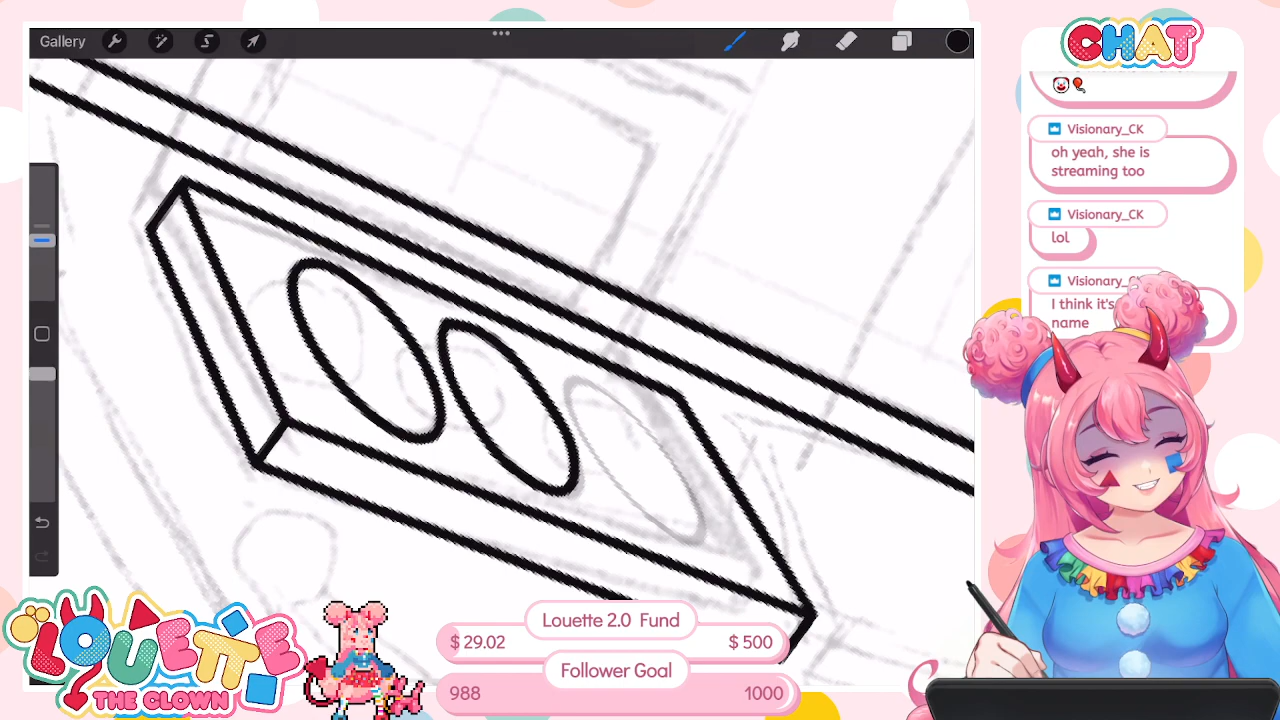 Gallery
CHAT
Visionary_CK
oh yeah, she is
streaming too
Visionary_CK
lol
I think it's
name
LOUETTE
THE CLOWN
Louette 2.0 Fund
$ 29.02
$ 500
Follower Goal
988
1000